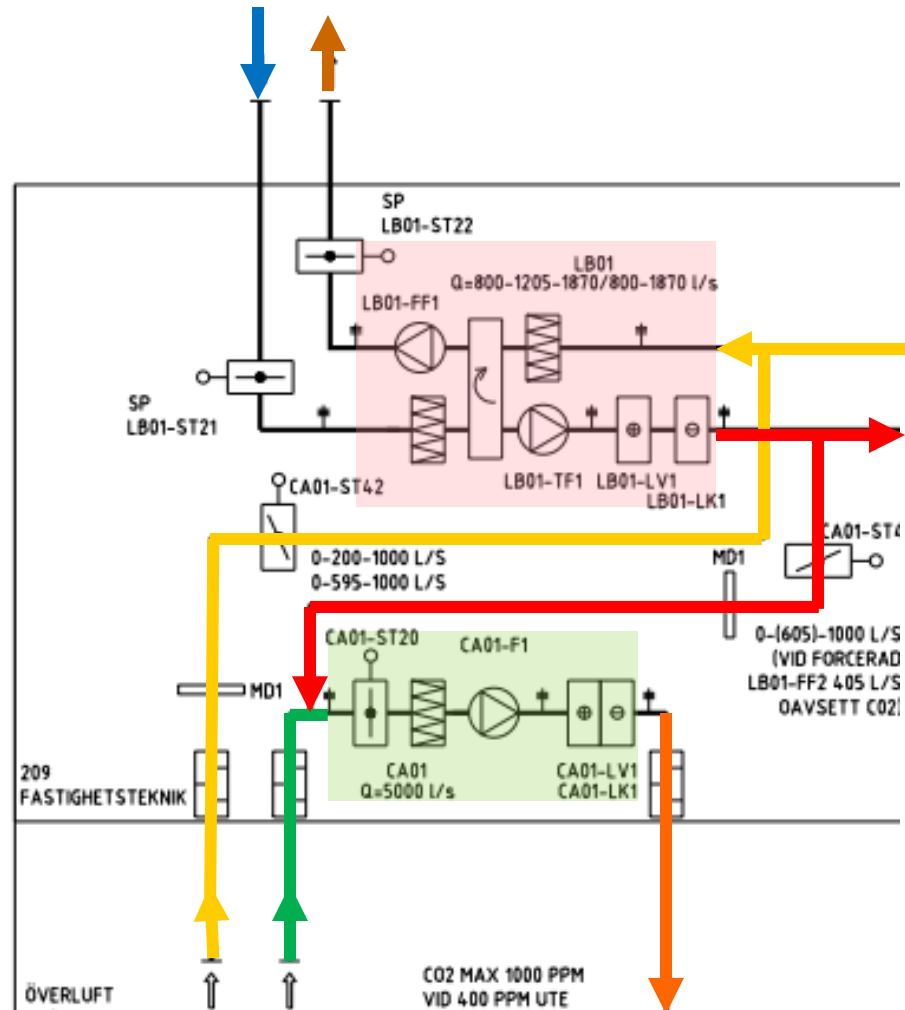 SP
LB01-ST22
LB01
Q=800-1205-1870/800-1870 l/s
LB01-FF1
SP
LB01-ST21
LB01-TF1 LB01-LV1
LB01-LK1
CA01-ST42
0-200-1000 L/S
0-595-1000 L/S
CA01-ST4
MD1
CA01-ST20
CA01-F1
0-(605)-1000 L/S
(VID FORCERAD
LB01-FF2 405 L/S
OAVSETT C02)
MD1
209
FASTIGHETSTEKNIK
CA01
Q=5000 l/s
CA01-LV1
CA01-LK1
ÖVERLUFT
CO2 MAX 1000 PPM
VID 400 PPM UTE